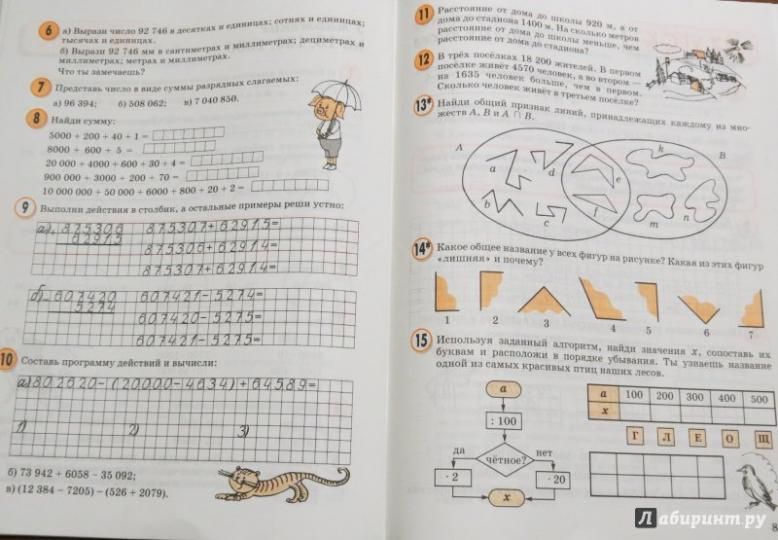 6 а) Вырази число 92 746 в десятках и единицах; сотнях и единицах;
тысячах и единицах.
б) Вырази 92 746 мм в сантиметрах и миллиметрах; дециметрах и
миллиметрах; метрах и миллиметрах.
Что ты замечаешь?
7 Представь число в виде суммы разрядных слагаемых:
а) 96 394; б) 508 062; в) 7 040 850.
8 Найди сумму:
5000 + 200 + 40 + 1 =
8000 + 600 + 5 =
20 000 + 4000 + 600 + 30 + 4 =
900 000 + 3000 + 200 + 70 =
10 000 000 + 50 000 + 6000 + 800 + 20 + 2 =
9 Выполни действия в столбик, а остальные примеры реши устно:
а) + 875306 875307+62915=
62915 875306+62914=
875307+62914=
б) - 607420 607421-5274=
5274 607420-5275=
607421-5275=
10 Составь программу действий и вычисли:
а) 802620-(20000-4634)+64589=
1) 2) 3)
б) 73 942 + 6058 – 35 092;
в) (12 384 – 7205) – (526 + 2079).
11 Расстояние от дома до школы 920 м, а от
дома до стадиона 1400 м. На сколько метров
расстояние от дома до школы меньше, чем
расстояние от дома до стадиона?
12 В трёх посёлках 18 200 жителей. В первом
посёлке живёт 4570 человек, а во втором —
на 1635 человек больше, чем в первом.
Сколько человек живёт в третьем посёлке?
13* Найди общий признак линий, принадлежащих каждому из мно-
жеств A, B и A ∩ B.
A B
a d e k
b c f m n
14* Какое общее название у всех фигур на рисунке? Какая из этих фигур
«лишняя» и почему?
1 2 3 4 5 6 7
15 Используя заданный алгоритм, найди значения x, сопоставь их
буквам и расположи в порядке убывания. Ты узнаешь название
одной из самых красивых птиц наших лесов.
a
: 100
да чётное? нет
· 2 · 20
x
a 100 200 300 400 500
x
Г Л Е О Щ
Лабиринт.ру
8